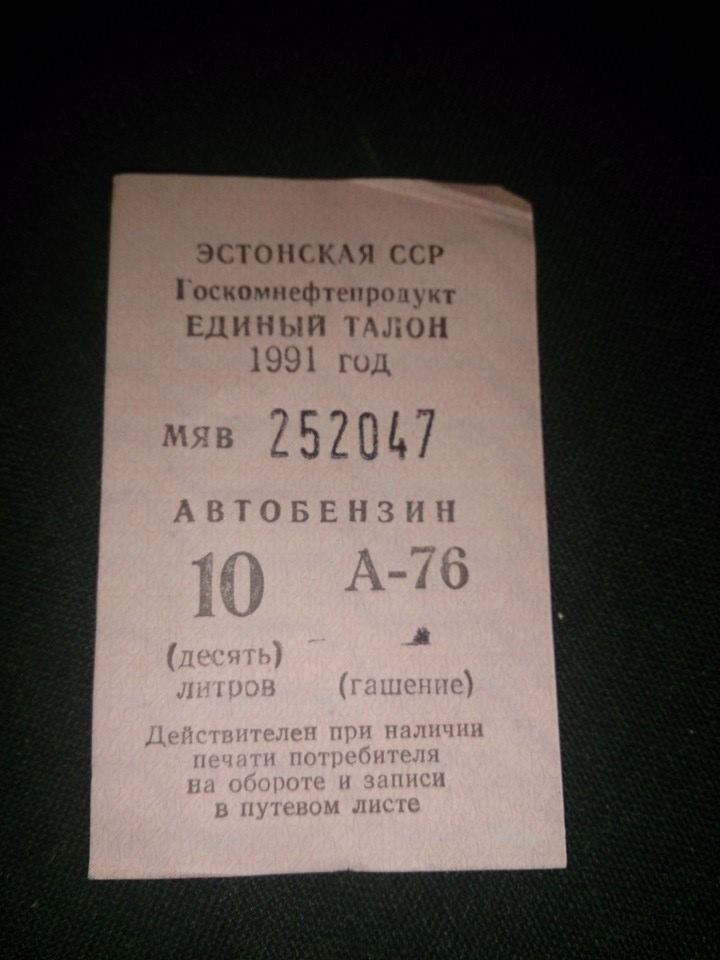 ЭСТОНСКАЯ ССР
Госкомнефтепродукт
ЕДИНЫЙ ТАЛОН
1991 год
МЯВ 252047
АВТОБЕНЗИН
10 А-76
(десять)
литров (гашение)
Действителен при наличии
печати потребителя
на обороте и записи
в путевом листе